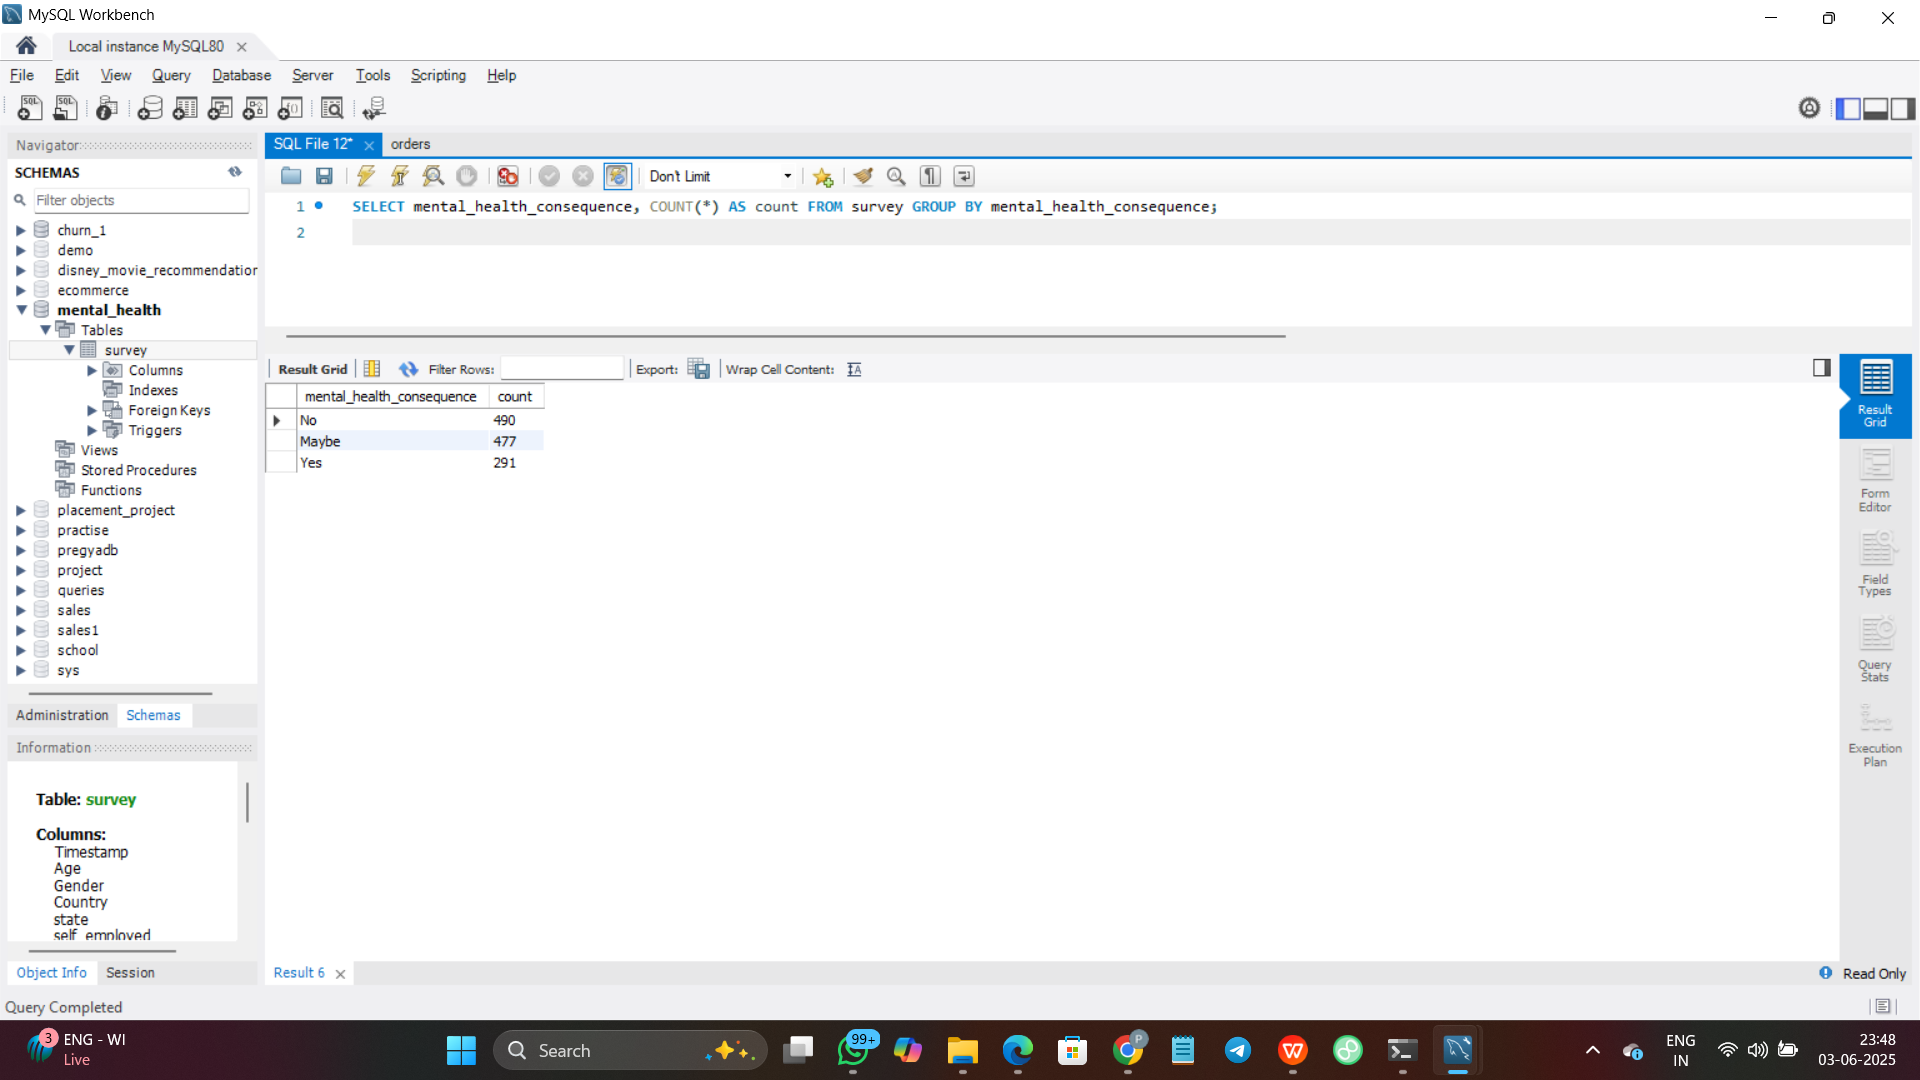 MySQL Workbench
Local instance MySQL80
File Edit View Query Database Server Tools Scripting Help
Navigator
SCHEMAS
Filter objects
churn_1
demo
disney_movie_recommendation
ecommerce
mental_health
Tables
survey
Columns
Indexes
Foreign Keys
Triggers
Views
Stored Procedures
Functions
placement_project
practise
pregyadb
project
queries
sales
sales1
school
sys
Administration Schemas
Information
Table: survey
Columns:
Timestamp
Age
Gender
Country
state
self_employed
Object Info Session
Query Completed
SQL File 12* orders
Don't Limit
1 SELECT mental_health_consequence, COUNT(*) AS count FROM survey GROUP BY mental_health_consequence;
2
Result Grid Filter Rows: Export: Wrap Cell Content:
mental_health_consequence count
No 490
Maybe 477
Yes 291
Result Grid
Form Editor
Field Types
Query Stats
Execution Plan
Result 6
Read Only
3 ENG - WI
Live
Search
99+
P
ENG
IN
23:48
03-06-2025